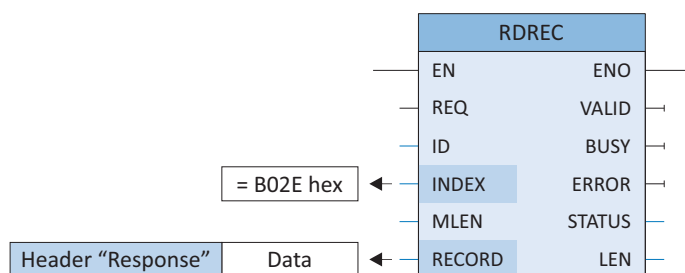 RDREC
EN ENO
REQ VALID
ID BUSY
= B02E hex INDEX ERROR
MLEN STATUS
Header “Response” Data RECORD LEN